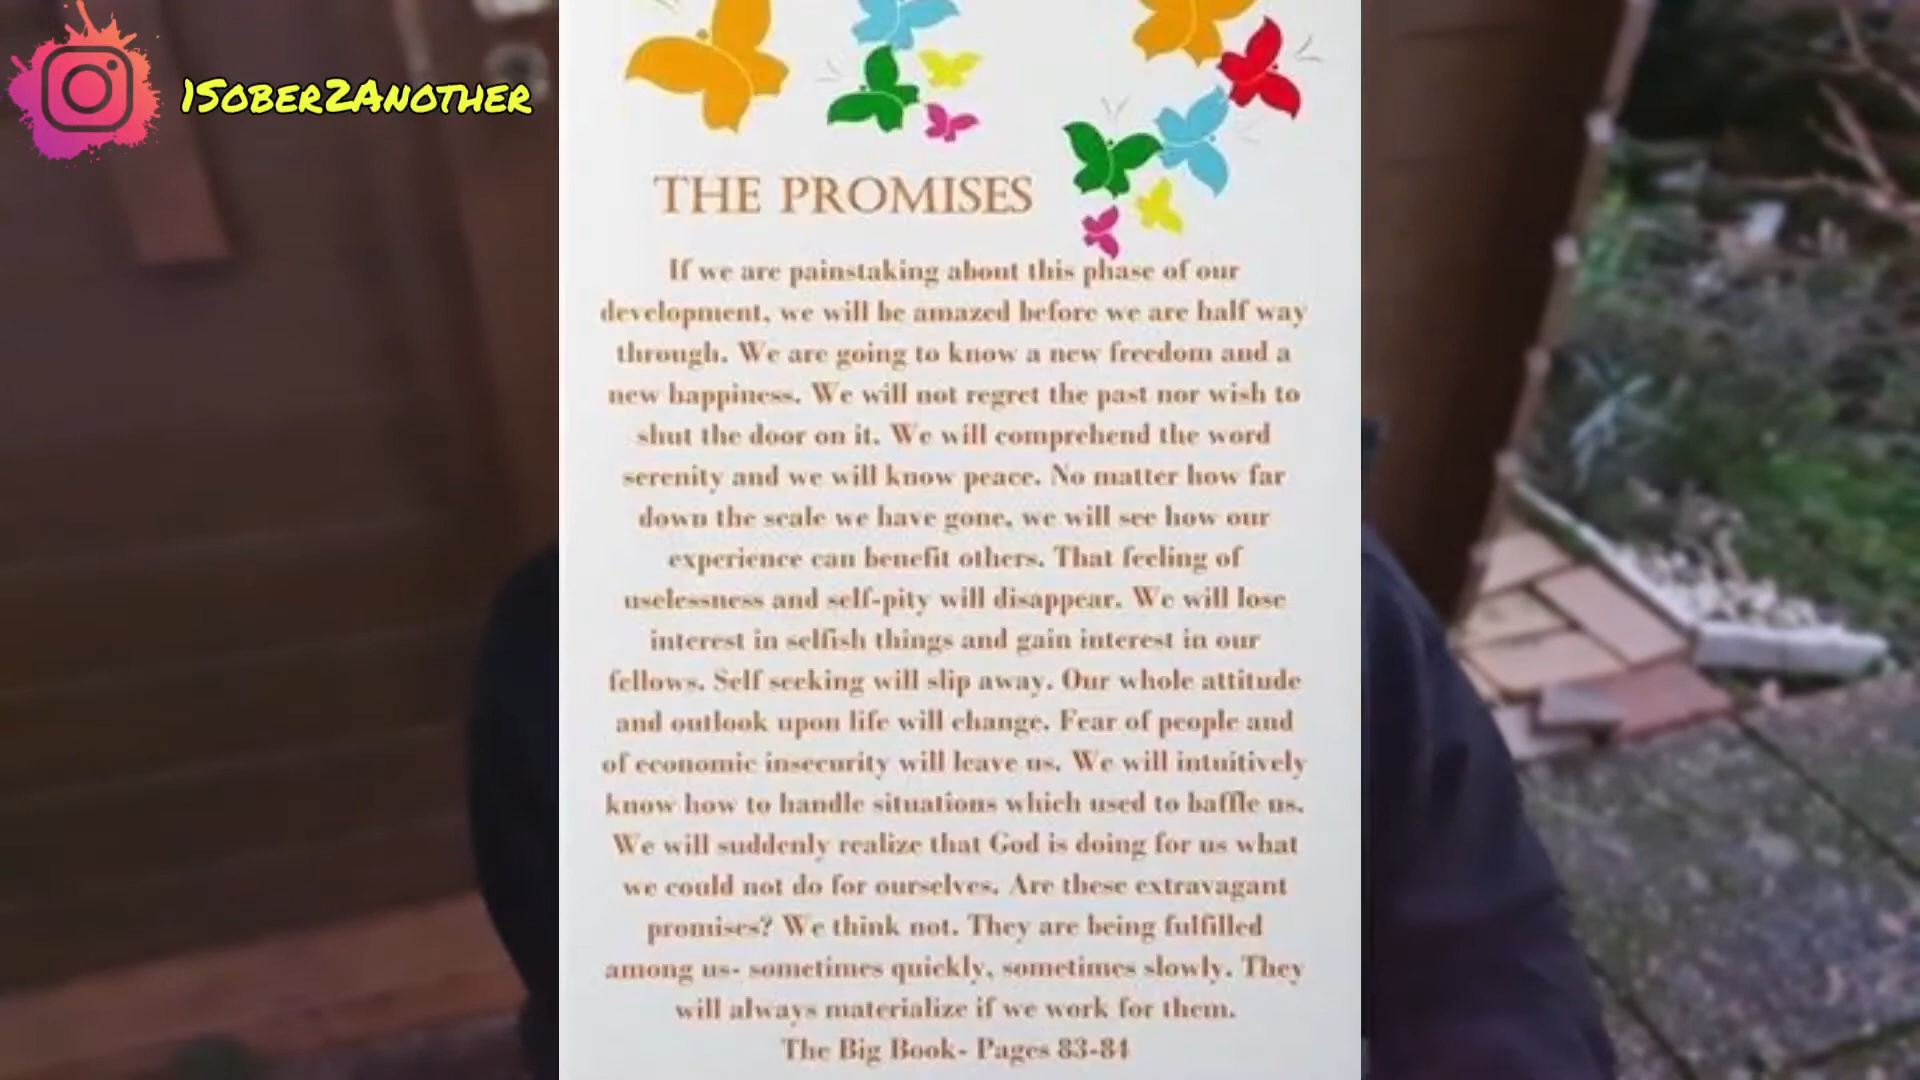 1Sober2Another
THE PROMISES
If we are painstaking about this phase of our
development, we will be amazed before we are half way
through. We are going to know a new freedom and a
new happiness. We will not regret the past nor wish to
shut the door on it. We will comprehend the word
serenity and we will know peace. No matter how far
down the scale we have gone, we will see how our
experience can benefit others. That feeling of
uselessness and self-pity will disappear. We will lose
interest in selfish things and gain interest in our
fellows. Self seeking will slip away. Our whole attitude
and outlook upon life will change. Fear of people and
of economic insecurity will leave us. We will intuitively
know how to handle situations which used to baffle us.
We will suddenly realize that God is doing for us what
we could not do for ourselves. Are these extravagant
promises? We think not. They are being fulfilled
among us- sometimes quickly, sometimes slowly. They
will always materialize if we work for them.
The Big Book- Pages 83-84